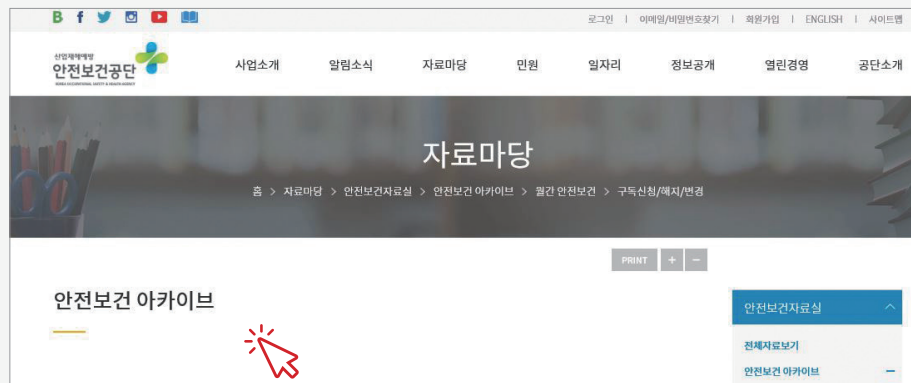 로그인 | 이메일/비밀번호찾기 | 회원가입 | ENGLISH | 사이트맵
산업재해예방
안전보건공단
KOREA OCCUPATIONAL SAFETY & HEALTH AGENCY
사업소개 알림소식 자료마당 민원 일자리 정보공개 열린경영 공단소개
자료마당
홈 > 자료마당 > 안전보건자료실 > 안전보건 아카이브 > 월간 안전보건 > 구독신청/해지/변경
PRINT + −
안전보건 아카이브
안전보건자료실
전체자료보기
안전보건 아카이브 −